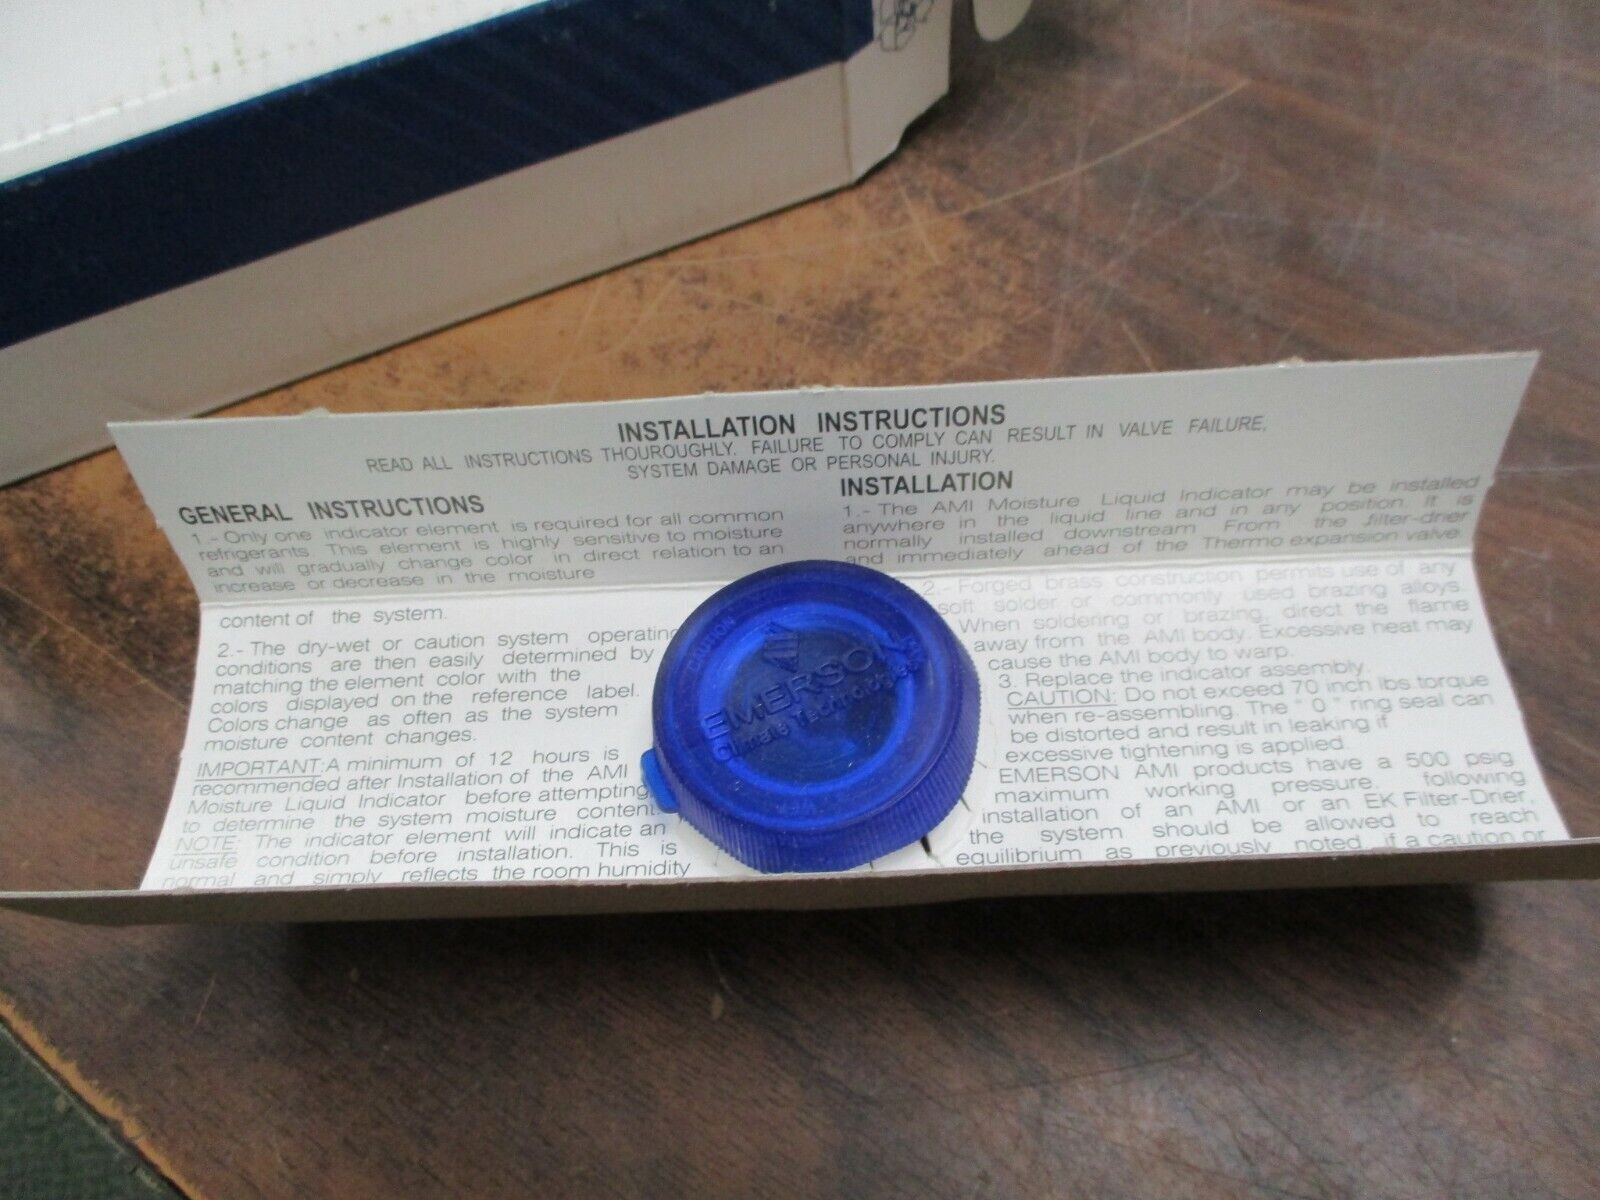 INSTALLATION INSTRUCTIONS
READ ALL INSTRUCTIONS THOUROUGHLY. FAILURE TO COMPLY CAN RESULT IN VALVE FAILURE,
SYSTEM DAMAGE OR PERSONAL INJURY.
GENERAL INSTRUCTIONS
1.- Only one indicator element is required for all common
refrigerants. This element is highly sensitive to moisture
and will gradually change color in direct relation to an
increase or decrease in the moisture
content of the system.
2.- The dry-wet or caution system operating
conditions are then easily determined by
matching the element color with the
colors displayed on the reference label.
Colors change as often as the system
moisture content changes.
IMPORTANT: A minimum of 12 hours is
recommended after Installation of the AMI
Moisture Liquid Indicator before attempting
to determine the system moisture content.
NOTE: The indicator element will indicate an
unsafe condition before installation. This is
normal and simply reflects the room humidity
INSTALLATION
1.- The AMI Moisture Liquid Indicator may be installed
anywhere in the liquid line and in any position. It is
normally installed downstream From the filter-drier
and immediately ahead of the Thermo expansion valve.
2.- Forged brass construction permits use of any
soft solder or commonly used brazing alloys.
When soldering or brazing, direct the flame
away from the AMI body. Excessive heat may
cause the AMI body to warp.
3. Replace the indicator assembly.
CAUTION: Do not exceed 70 inch lbs.torque
when re-assembling. The " O " ring seal can
be distorted and result in leaking if
excessive tightening is applied.
EMERSON AMI products have a 500 psig
maximum working pressure. following
installation of an AMI or an EK Filter-Drier,
the system should be allowed to reach
equilibrium as previously noted. if a caution or
CAUTION
EMERSON
Climate Technologies